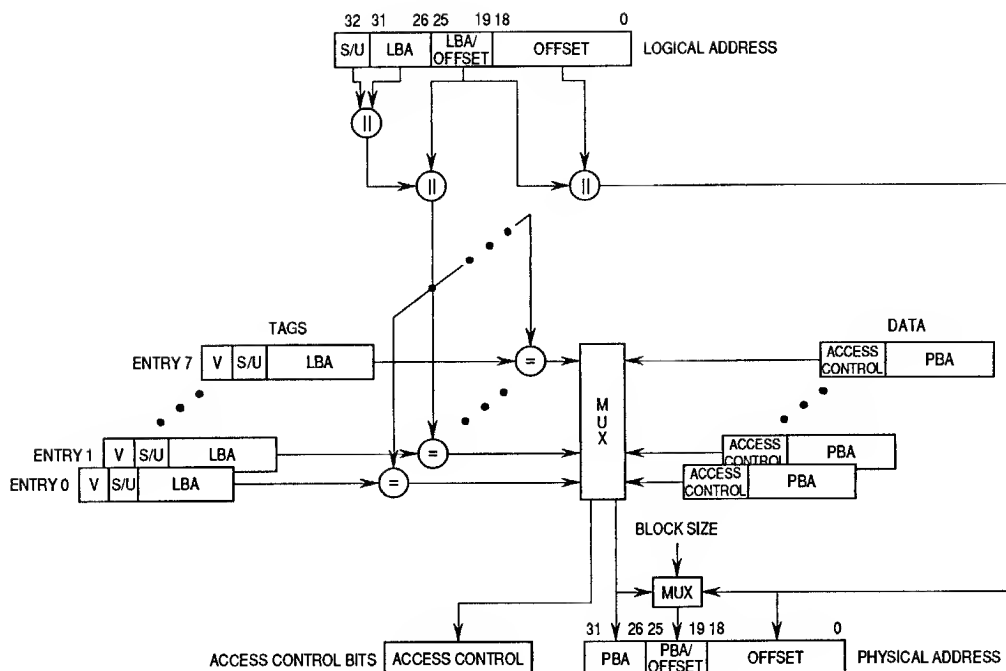 32 31 26 25 19 18 0
S/U LBA LBA/ OFFSET OFFSET LOGICAL ADDRESS
||
|| ||
TAGS DATA
ENTRY 7 V S/U LBA = ACCESS CONTROL PBA
MUX
ENTRY 1 V S/U LBA = ACCESS CONTROL PBA
ENTRY 0 V S/U LBA = ACCESS CONTROL PBA
BLOCK SIZE
MUX
31 26 25 19 18 0
ACCESS CONTROL BITS ACCESS CONTROL PBA PBA/ OFFSET OFFSET PHYSICAL ADDRESS